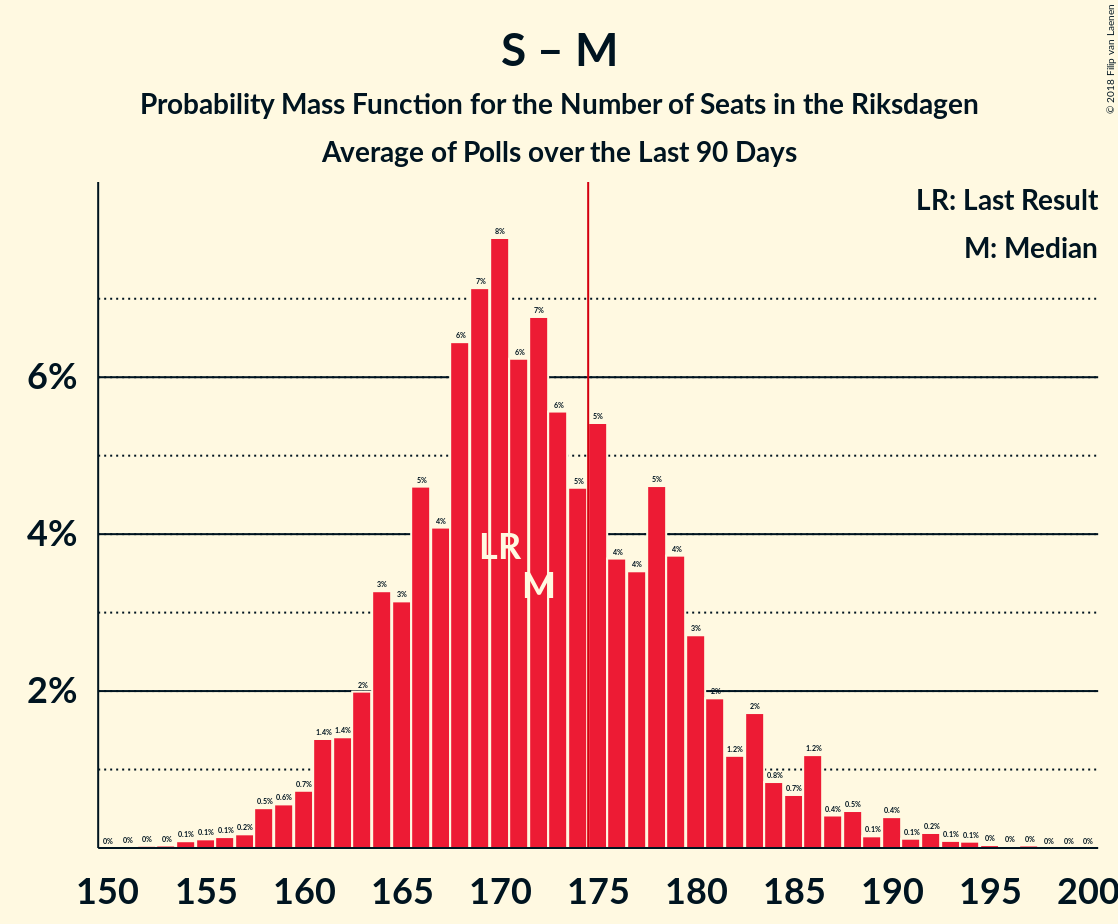 S – M
Probability Mass Function for the Number of Seats in the Riksdagen
Average of Polls over the Last 90 Days
© 2018 Filip van Laenen
LR: Last Result
M: Median
6%
4%
2%
0% 0% 0% 0% 0.1% 0.1% 0.1% 0.2% 0.5% 0.6% 0.7% 1.4% 1.4% 2% 3% 3% 5% 4% 6% 7% 8% 6% 7% 6% 5% 5% 4% 4% 5% 4% 3% 2% 1.2% 2% 0.8% 0.7% 1.2% 0.4% 0.5% 0.1% 0.4% 0.1% 0.2% 0.1% 0.1% 0% 0% 0% 0% 0% 0%
LR
M
150 155 160 165 170 175 180 185 190 195 200